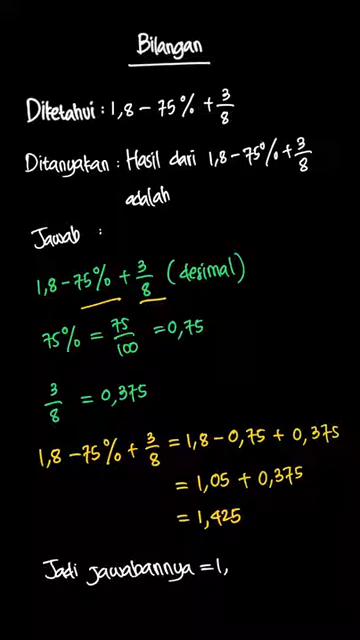 Bilangan
Diketahui : 1,8 - 75% + 3/8
Ditanyakan : Hasil dari 1,8 - 75% + 3/8
adalah
Jawab :
1,8 - 75% + 3/8 (desimal)
75% = 75/100 = 0,75
3/8 = 0,375
1,8 - 75% + 3/8 = 1,8 - 0,75 + 0,375
= 1,05 + 0,375
= 1,425
Jadi jawabannya = 1,